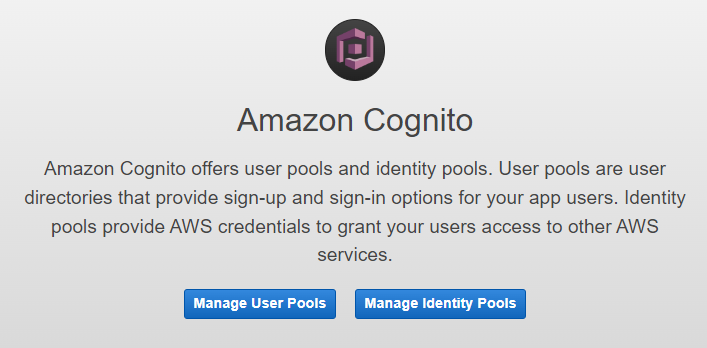 Amazon Cognito
Amazon Cognito offers user pools and identity pools. User pools are user
directories that provide sign-up and sign-in options for your app users. Identity
pools provide AWS credentials to grant your users access to other AWS
services.
Manage User Pools
Manage Identity Pools